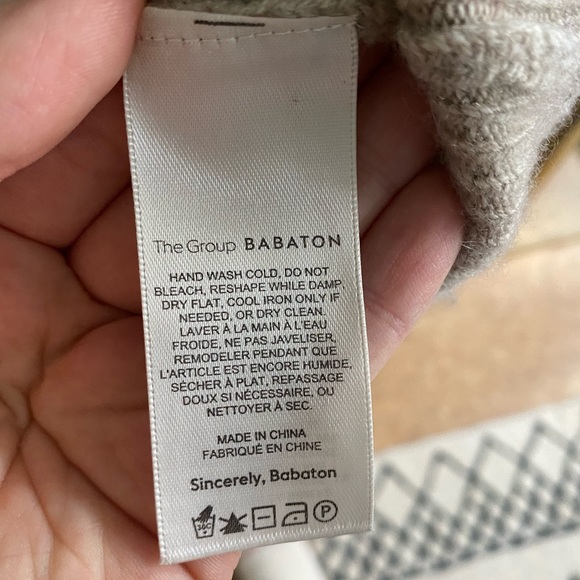 The Group BABATON
HAND WASH COLD, DO NOT
BLEACH, RESHAPE WHILE DAMP,
DRY FLAT, COOL IRON ONLY IF
NEEDED, OR DRY CLEAN.
LAVER À LA MAIN À L'EAU
FROIDE, NE PAS JAVELISER,
REMODELER PENDANT QUE
L'ARTICLE EST ENCORE HUMIDE,
SÉCHER À PLAT, REPASSAGE
DOUX SI NÉCESSAIRE, OU
NETTOYER À SEC.
MADE IN CHINA
FABRIQUÉ EN CHINE
Sincerely, Babaton
30C P